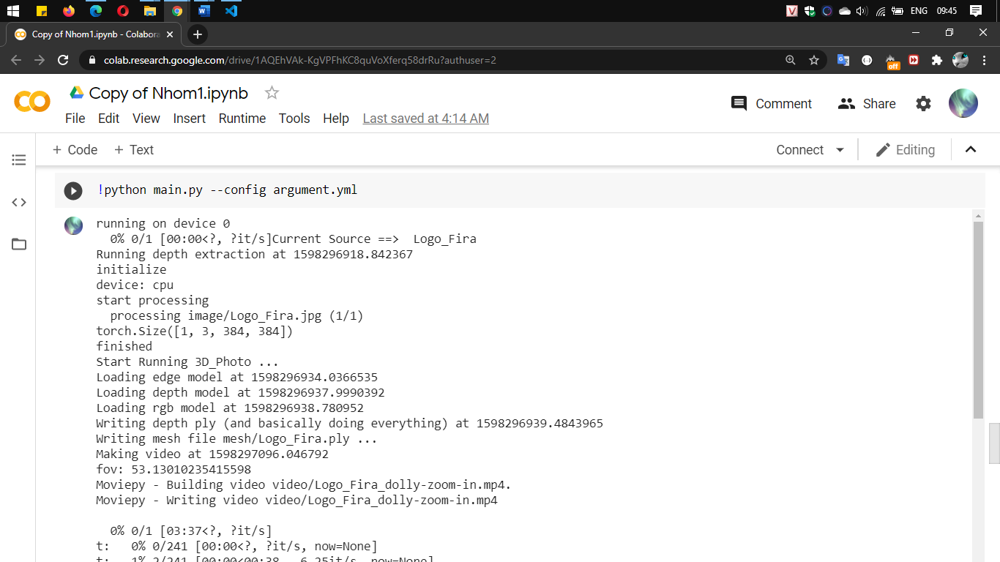 ENG 09:45
Copy of Nhom1.ipynb - Colabora
colab.research.google.com/drive/1AQEhVAk-KgVPFhKC8quVoXferq58drRu?authuser=2
off
Copy of Nhom1.ipynb
Comment Share
File Edit View Insert Runtime Tools Help Last saved at 4:14 AM
+ Code + Text Connect Editing
!python main.py --config argument.yml
running on device 0
0% 0/1 [00:00<?, ?it/s]Current Source ==> Logo_Fira
Running depth extraction at 1598296918.842367
initialize
device: cpu
start processing
processing image/Logo_Fira.jpg (1/1)
torch.Size([1, 3, 384, 384])
finished
Start Running 3D_Photo ...
Loading edge model at 1598296934.0366535
Loading depth model at 1598296937.9990392
Loading rgb model at 1598296938.780952
Writing depth ply (and basically doing everything) at 1598296939.4843965
Writing mesh file mesh/Logo_Fira.ply ...
Making video at 1598297096.046792
fov: 53.13010235415598
Moviepy - Building video video/Logo_Fira_dolly-zoom-in.mp4.
Moviepy - Writing video video/Logo_Fira_dolly-zoom-in.mp4
0% 0/1 [03:37<?, ?it/s]
t: 0% 0/241 [00:00<?, ?it/s, now=None]
t: 1% 2/241 [00:00<00:38, 6.25it/s, now=None]